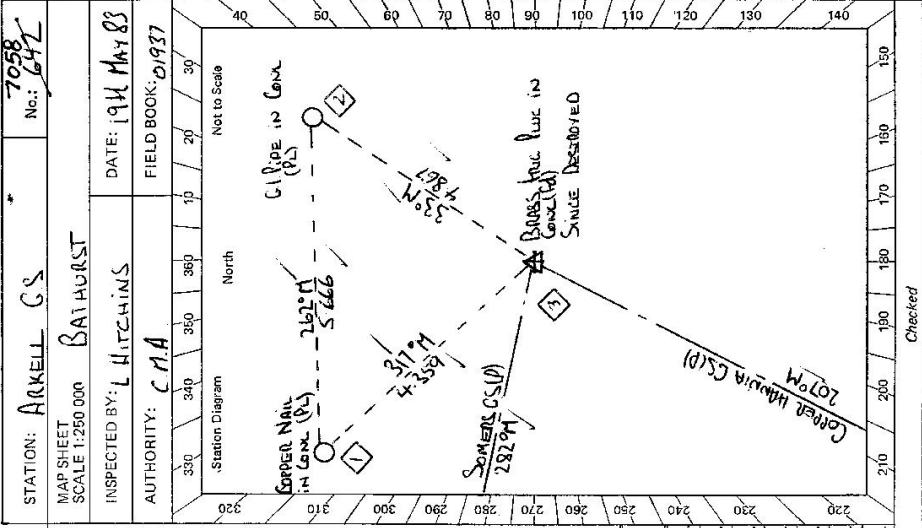 STATION: ARKELL GS
No.: 7058
642
MAP SHEET
SCALE 1:250 000 BATHURST
INSPECTED BY: L HITCHINS
DATE: 19TH MAY 83
AUTHORITY: C.M.A
FIELD BOOK: 01937
330 340 350 360 10 20 30
Station Diagram
North
Not to Scale
40
50
60
70
80
90
100
110
120
130
140
320
310
300
290
280
270
260
250
240
230
220
COPPER NAIL
IN CONC (PL)
1
262°M
5.666
GI PIPE IN CONC
(PL)
2
317°M
4.359
33°M
4.867
SOMERS GS(P)
282°M
3
BRASS TRIG PLUG IN
CONC (Fd)
SINCE DESTROYED
COPPER HANNIA GS(P)
207°M
210 200 190 180 170 160 150
Checked